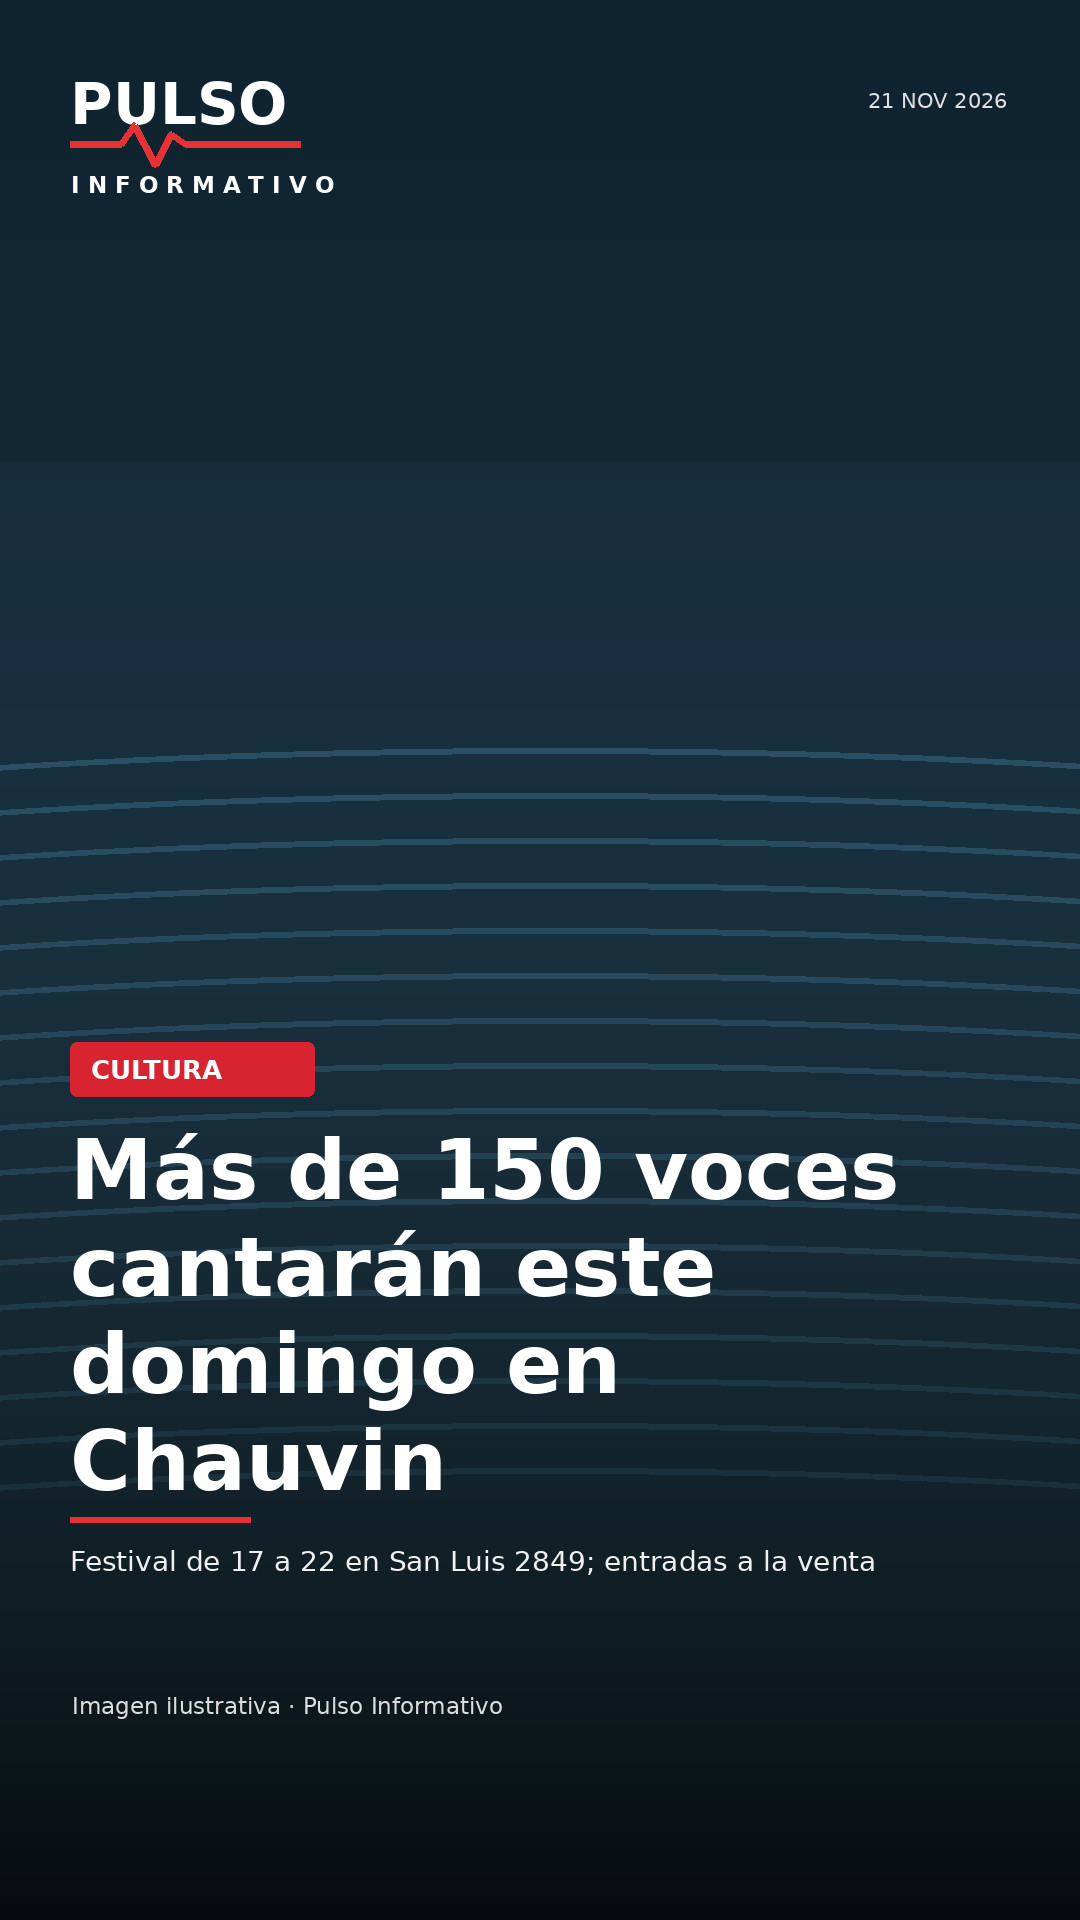 PULSO
INFORMATIVO
21 NOV 2026
CULTURA
Más de 150 voces
cantarán este
domingo en
Chauvin
Festival de 17 a 22 en San Luis 2849; entradas a la venta
Imagen ilustrativa · Pulso Informativo